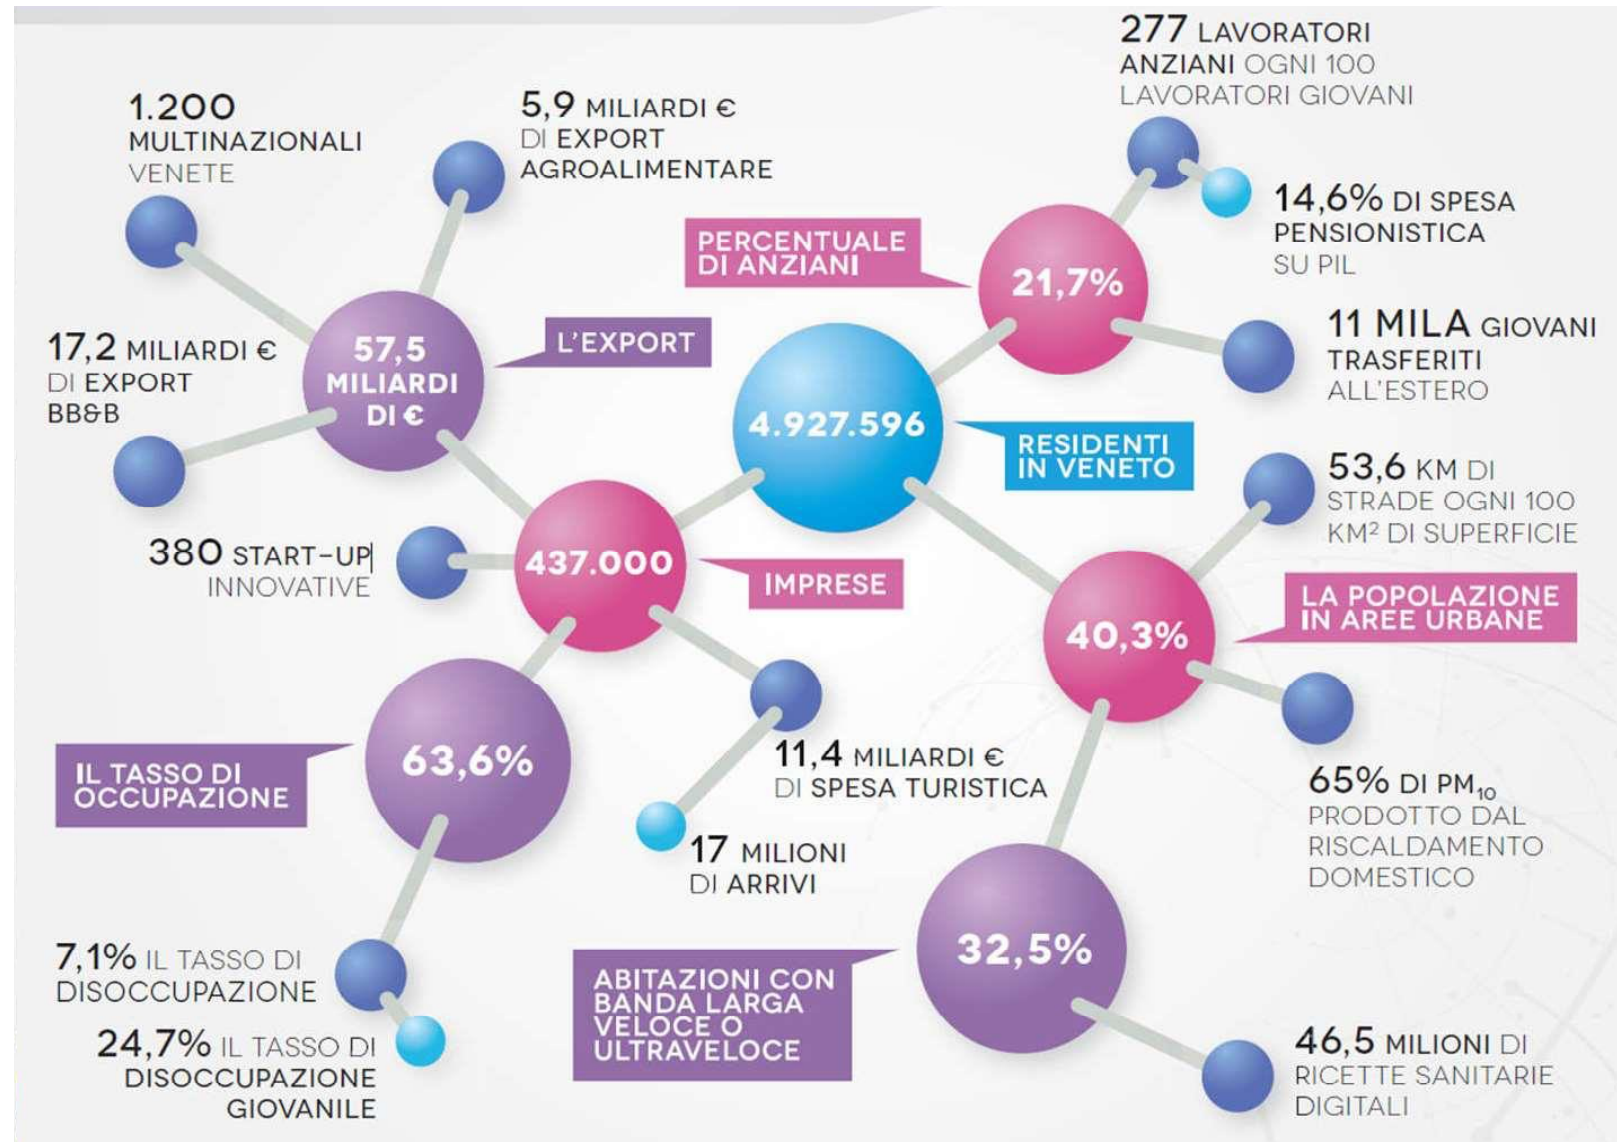 1.200
MULTINAZIONALI
VENETE
5,9 MILIARDI €
DI EXPORT
AGROALIMENTARE
17,2 MILIARDI €
DI EXPORT
BB&B
57,5
MILIARDI
DI €
L'EXPORT
277 LAVORATORI
ANZIANI OGNI 100
LAVORATORI GIOVANI
14,6% DI SPESA
PENSIONISTICA
SU PIL
PERCENTUALE
DI ANZIANI
21,7%
11 MILA GIOVANI
TRASFERITI
ALL'ESTERO
4.927.596
RESIDENTI
IN VENETO
53,6 KM DI
STRADE OGNI 100
KM² DI SUPERFICIE
380 START-UP
INNOVATIVE
437.000
IMPRESE
40,3%
LA POPOLAZIONE
IN AREE URBANE
IL TASSO DI
OCCUPAZIONE
63,6%
11,4 MILIARDI €
DI SPESA TURISTICA
17 MILIONI
DI ARRIVI
65% DI PM₁₀
PRODOTTO DAL
RISCALDAMENTO
DOMESTICO
7,1% IL TASSO DI
DISOCCUPAZIONE
24,7% IL TASSO DI
DISOCCUPAZIONE
GIOVANILE
ABITAZIONI CON
BANDA LARGA
VELOCE O
ULTRAVELOCE
32,5%
46,5 MILIONI DI
RICETTE SANITARIE
DIGITALI